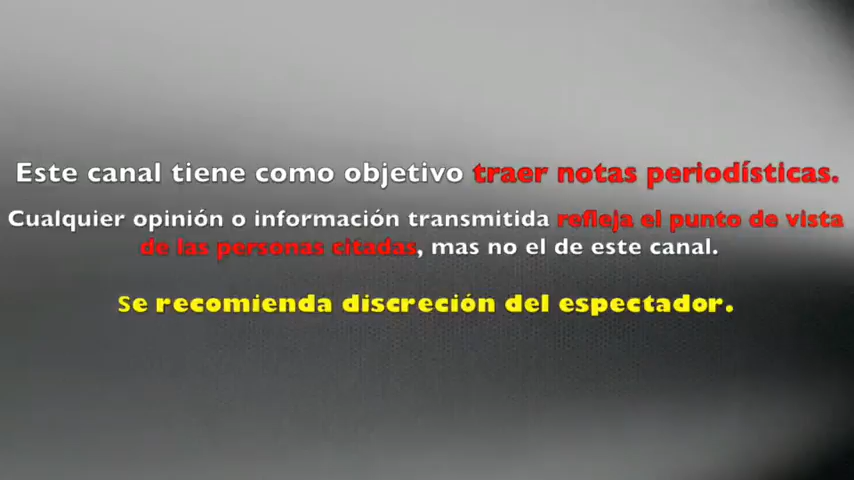 Este canal tiene como objetivo traer notas periodísticas.
Cualquier opinión o información transmitida refleja el punto de vista
de las personas citadas, mas no el de este canal.
Se recomienda discreción del espectador.